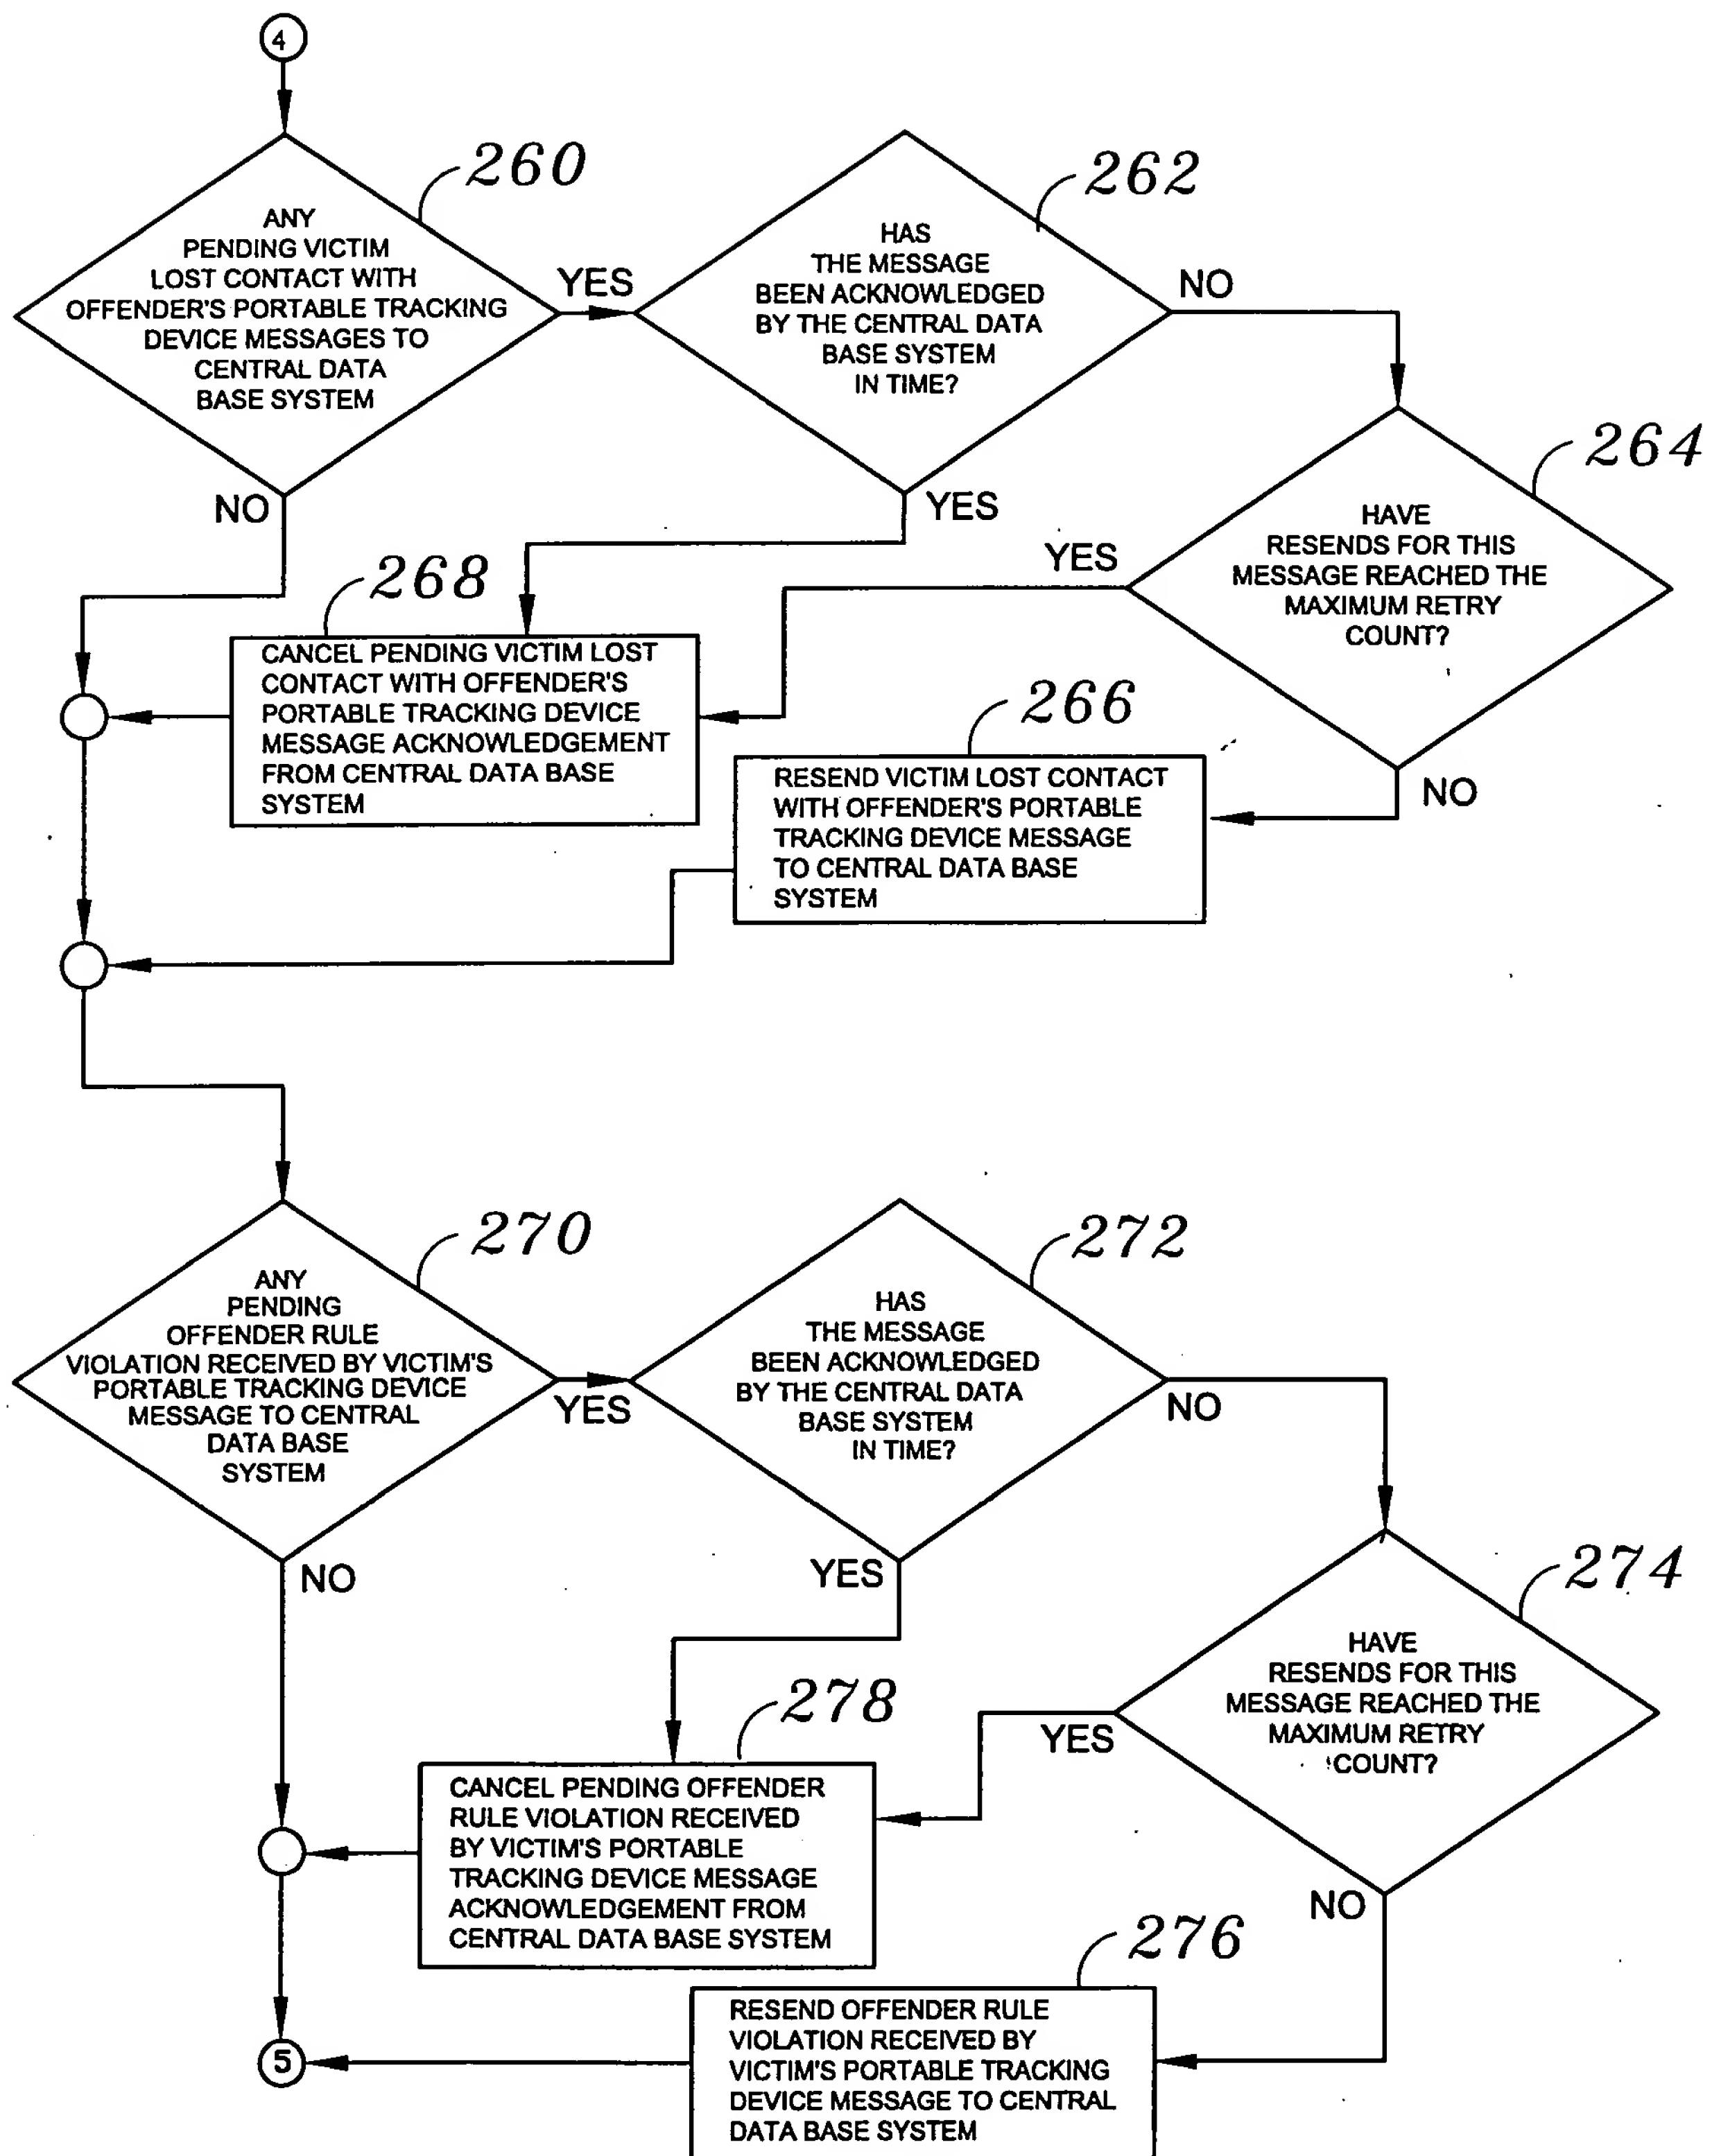 4
260
ANY
PENDING VICTIM
LOST CONTACT WITH
OFFENDER'S PORTABLE TRACKING
DEVICE MESSAGES TO
CENTRAL DATA
BASE SYSTEM
YES
NO
262
HAS
THE MESSAGE
BEEN ACKNOWLEDGED
BY THE CENTRAL DATA
BASE SYSTEM
IN TIME?
NO
YES
264
HAVE
RESENDS FOR THIS
MESSAGE REACHED THE
MAXIMUM RETRY
COUNT?
YES
NO
268
CANCEL PENDING VICTIM LOST
CONTACT WITH OFFENDER'S
PORTABLE TRACKING DEVICE
MESSAGE ACKNOWLEDGEMENT
FROM CENTRAL DATA BASE
SYSTEM
266
RESEND VICTIM LOST CONTACT
WITH OFFENDER'S PORTABLE
TRACKING DEVICE MESSAGE
TO CENTRAL DATA BASE
SYSTEM
270
ANY
PENDING
OFFENDER RULE
VIOLATION RECEIVED BY VICTIM'S
PORTABLE TRACKING DEVICE
MESSAGE TO CENTRAL
DATA BASE
SYSTEM
YES
NO
272
HAS
THE MESSAGE
BEEN ACKNOWLEDGED
BY THE CENTRAL DATA
BASE SYSTEM
IN TIME?
NO
YES
274
HAVE
RESENDS FOR THIS
MESSAGE REACHED THE
MAXIMUM RETRY
COUNT?
YES
NO
278
CANCEL PENDING OFFENDER
RULE VIOLATION RECEIVED
BY VICTIM'S PORTABLE
TRACKING DEVICE MESSAGE
ACKNOWLEDGEMENT FROM
CENTRAL DATA BASE SYSTEM
276
RESEND OFFENDER RULE
VIOLATION RECEIVED BY
VICTIM'S PORTABLE TRACKING
DEVICE MESSAGE TO CENTRAL
DATA BASE SYSTEM
5